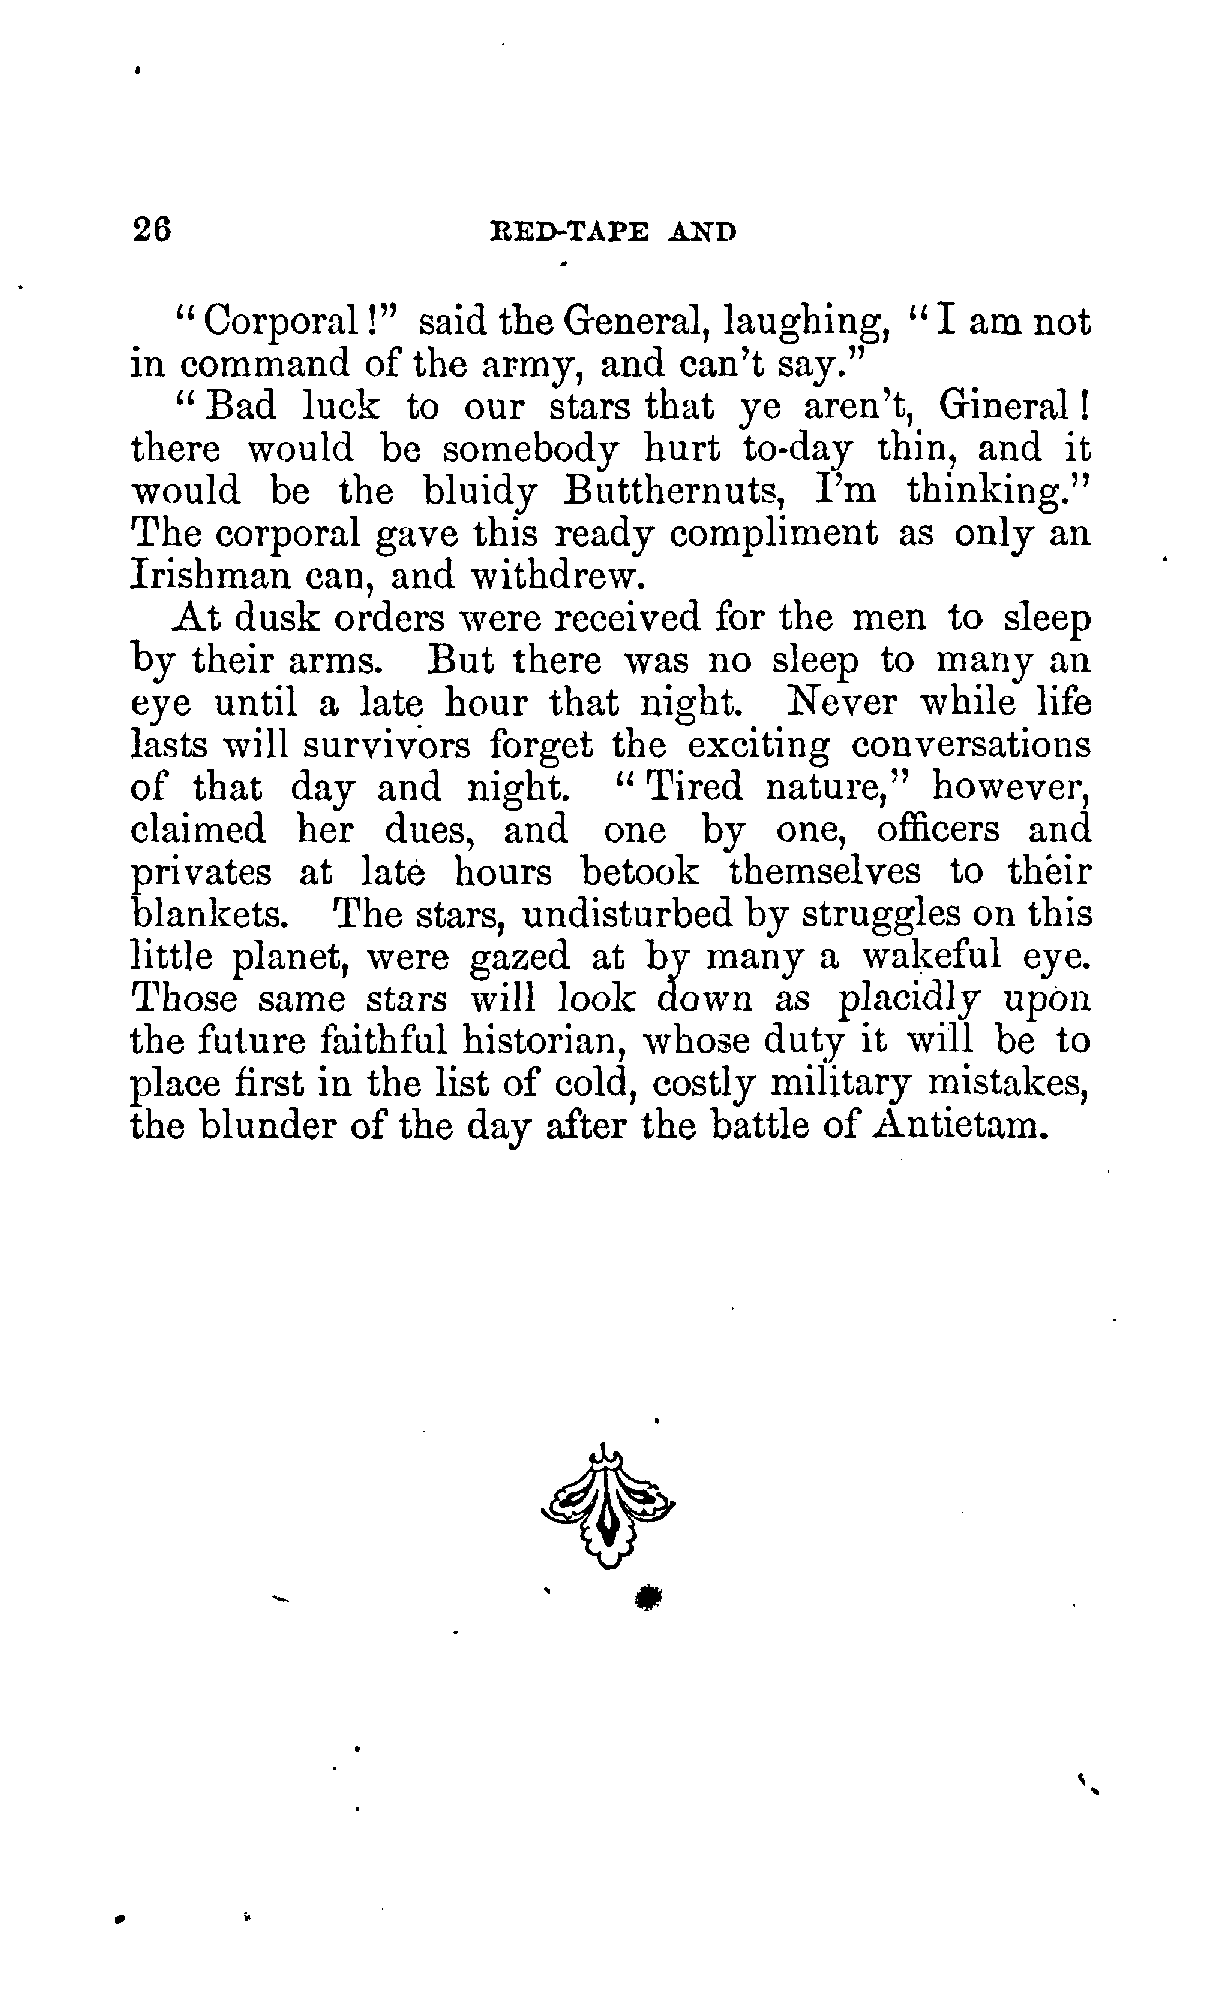 26 RED-TAPE AND
"Corporal!" said the General, laughing, "I am not
in command of the army, and can't say."
"Bad luck to our stars that ye aren't, Gineral!
there would be somebody hurt to-day thin, and it
would be the bluidy Butthernuts, I'm thinking."
The corporal gave this ready compliment as only an
Irishman can, and withdrew.
At dusk orders were received for the men to sleep
by their arms. But there was no sleep to many an
eye until a late hour that night. Never while life
lasts will survivors forget the exciting conversations
of that day and night. "Tired nature," however,
claimed her dues, and one by one, officers and
privates at late hours betook themselves to their
blankets. The stars, undisturbed by struggles on this
little planet, were gazed at by many a wakeful eye.
Those same stars will look down as placidly upon
the future faithful historian, whose duty it will be to
place first in the list of cold, costly military mistakes,
the blunder of the day after the battle of Antietam.